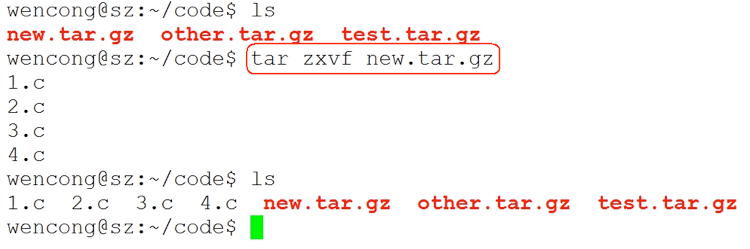 wencong@sz:~/code$ ls
new.tar.gz  other.tar.gz  test.tar.gz
wencong@sz:~/code$ tar zxvf new.tar.gz
1.c
2.c
3.c
4.c
wencong@sz:~/code$ ls
1.c  2.c  3.c  4.c  new.tar.gz  other.tar.gz  test.tar.gz
wencong@sz:~/code$